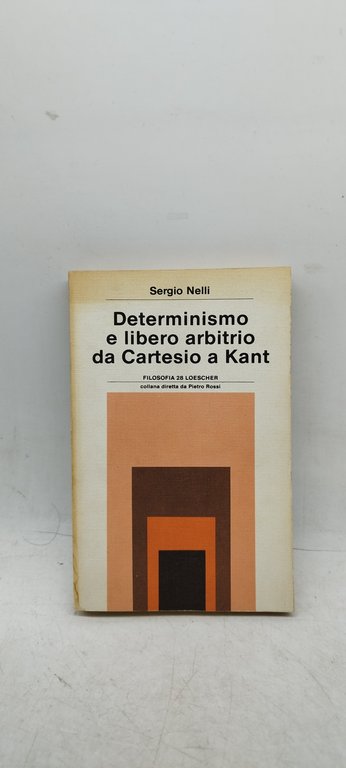 Sergio Nelli
Determinismo
e libero arbitrio
da Cartesio a Kant
FILOSOFIA 28 LOESCHER
collana diretta da Pietro Rossi